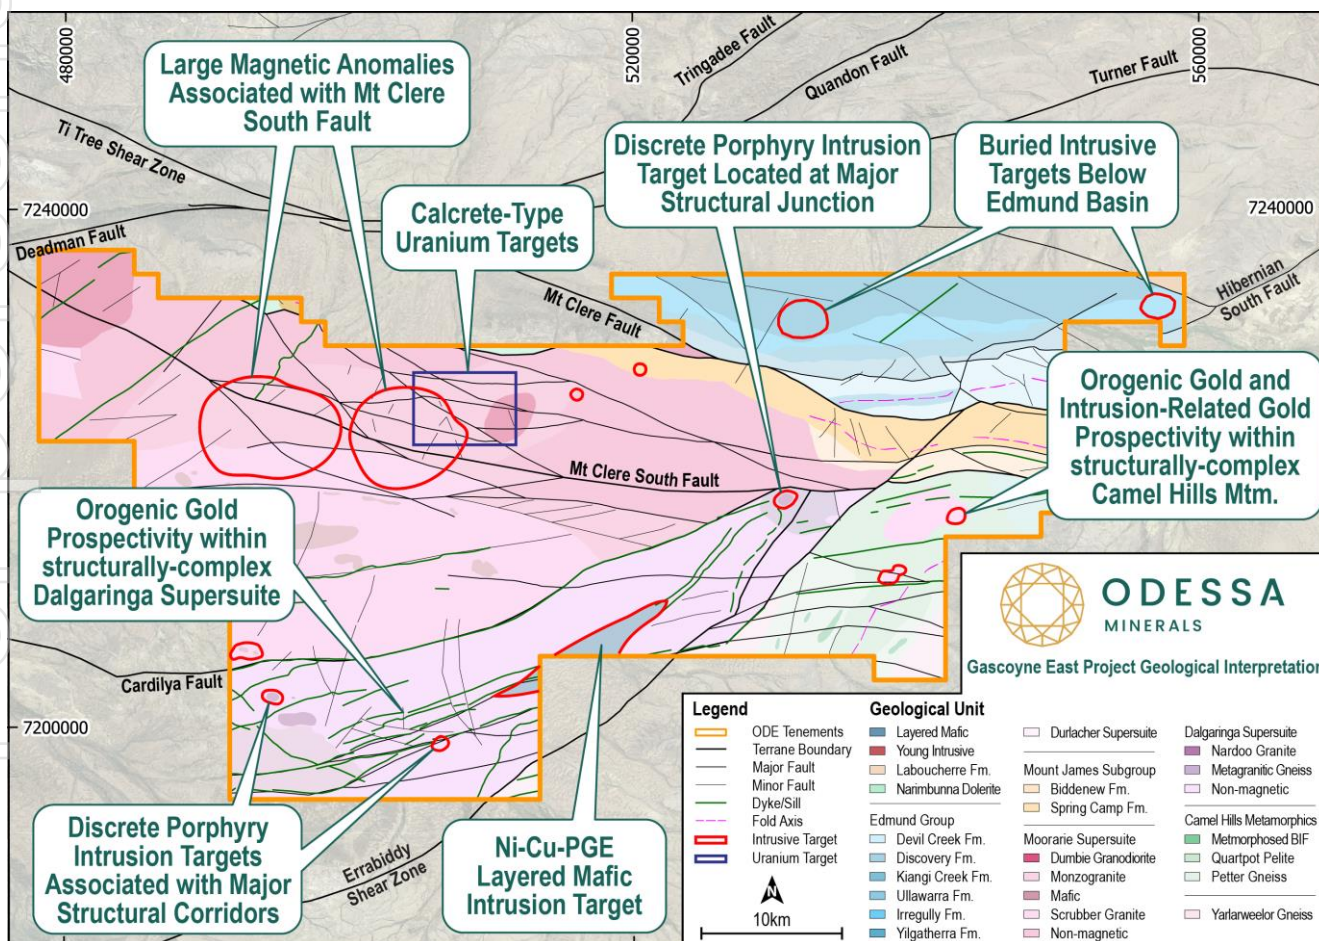 480000
520000
560000
Large Magnetic Anomalies
Associated with Mt Clere
South Fault
Tringadee Fault
Quandon Fault
Turner Fault
Ti Tree Shear Zone
Discrete Porphyry Intrusion
Target Located at Major
Structural Junction
Buried Intrusive
Targets Below
Edmund Basin
Calcrete-Type
Uranium Targets
7240000
7240000
Deadman Fault
Mt Clere Fault
Hibernian
South Fault
Orogenic Gold and
Intrusion-Related Gold
Prospectivity within
structurally-complex
Camel Hills Mtm.
Mt Clere South Fault
Orogenic Gold
Prospectivity within
structurally-complex
Dalgaringa Supersuite
Cardilya Fault
7200000
Discrete Porphyry
Intrusion Targets
Associated with Major
Structural Corridors
Errabiddy
Shear Zone
Ni-Cu-PGE
Layered Mafic
Intrusion Target
ODESSA
MINERALS
Gascoyne East Project Geological Interpretation
Legend
ODE Tenements
Terrane Boundary
Major Fault
Minor Fault
Dyke/Sill
Fold Axis
Intrusive Target
Uranium Target
N
10km
Geological Unit
Layered Mafic
Young Intrusive
Laboucherre Fm.
Narimbunna Dolerite
Edmund Group
Devil Creek Fm.
Discovery Fm.
Kiangi Creek Fm.
Ullawarra Fm.
Irregully Fm.
Yilgatherra Fm.
Durlacher Supersuite
Mount James Subgroup
Biddenew Fm.
Spring Camp Fm.
Moorarie Supersuite
Dumbie Granodiorite
Monzogranite
Mafic
Scrubber Granite
Non-magnetic
Dalgaringa Supersuite
Nardoo Granite
Metagranitic Gneiss
Non-magnetic
Camel Hills Metamorphics
Metmorphosed BIF
Quartpot Pelite
Petter Gneiss
Yarlarweelor Gneiss